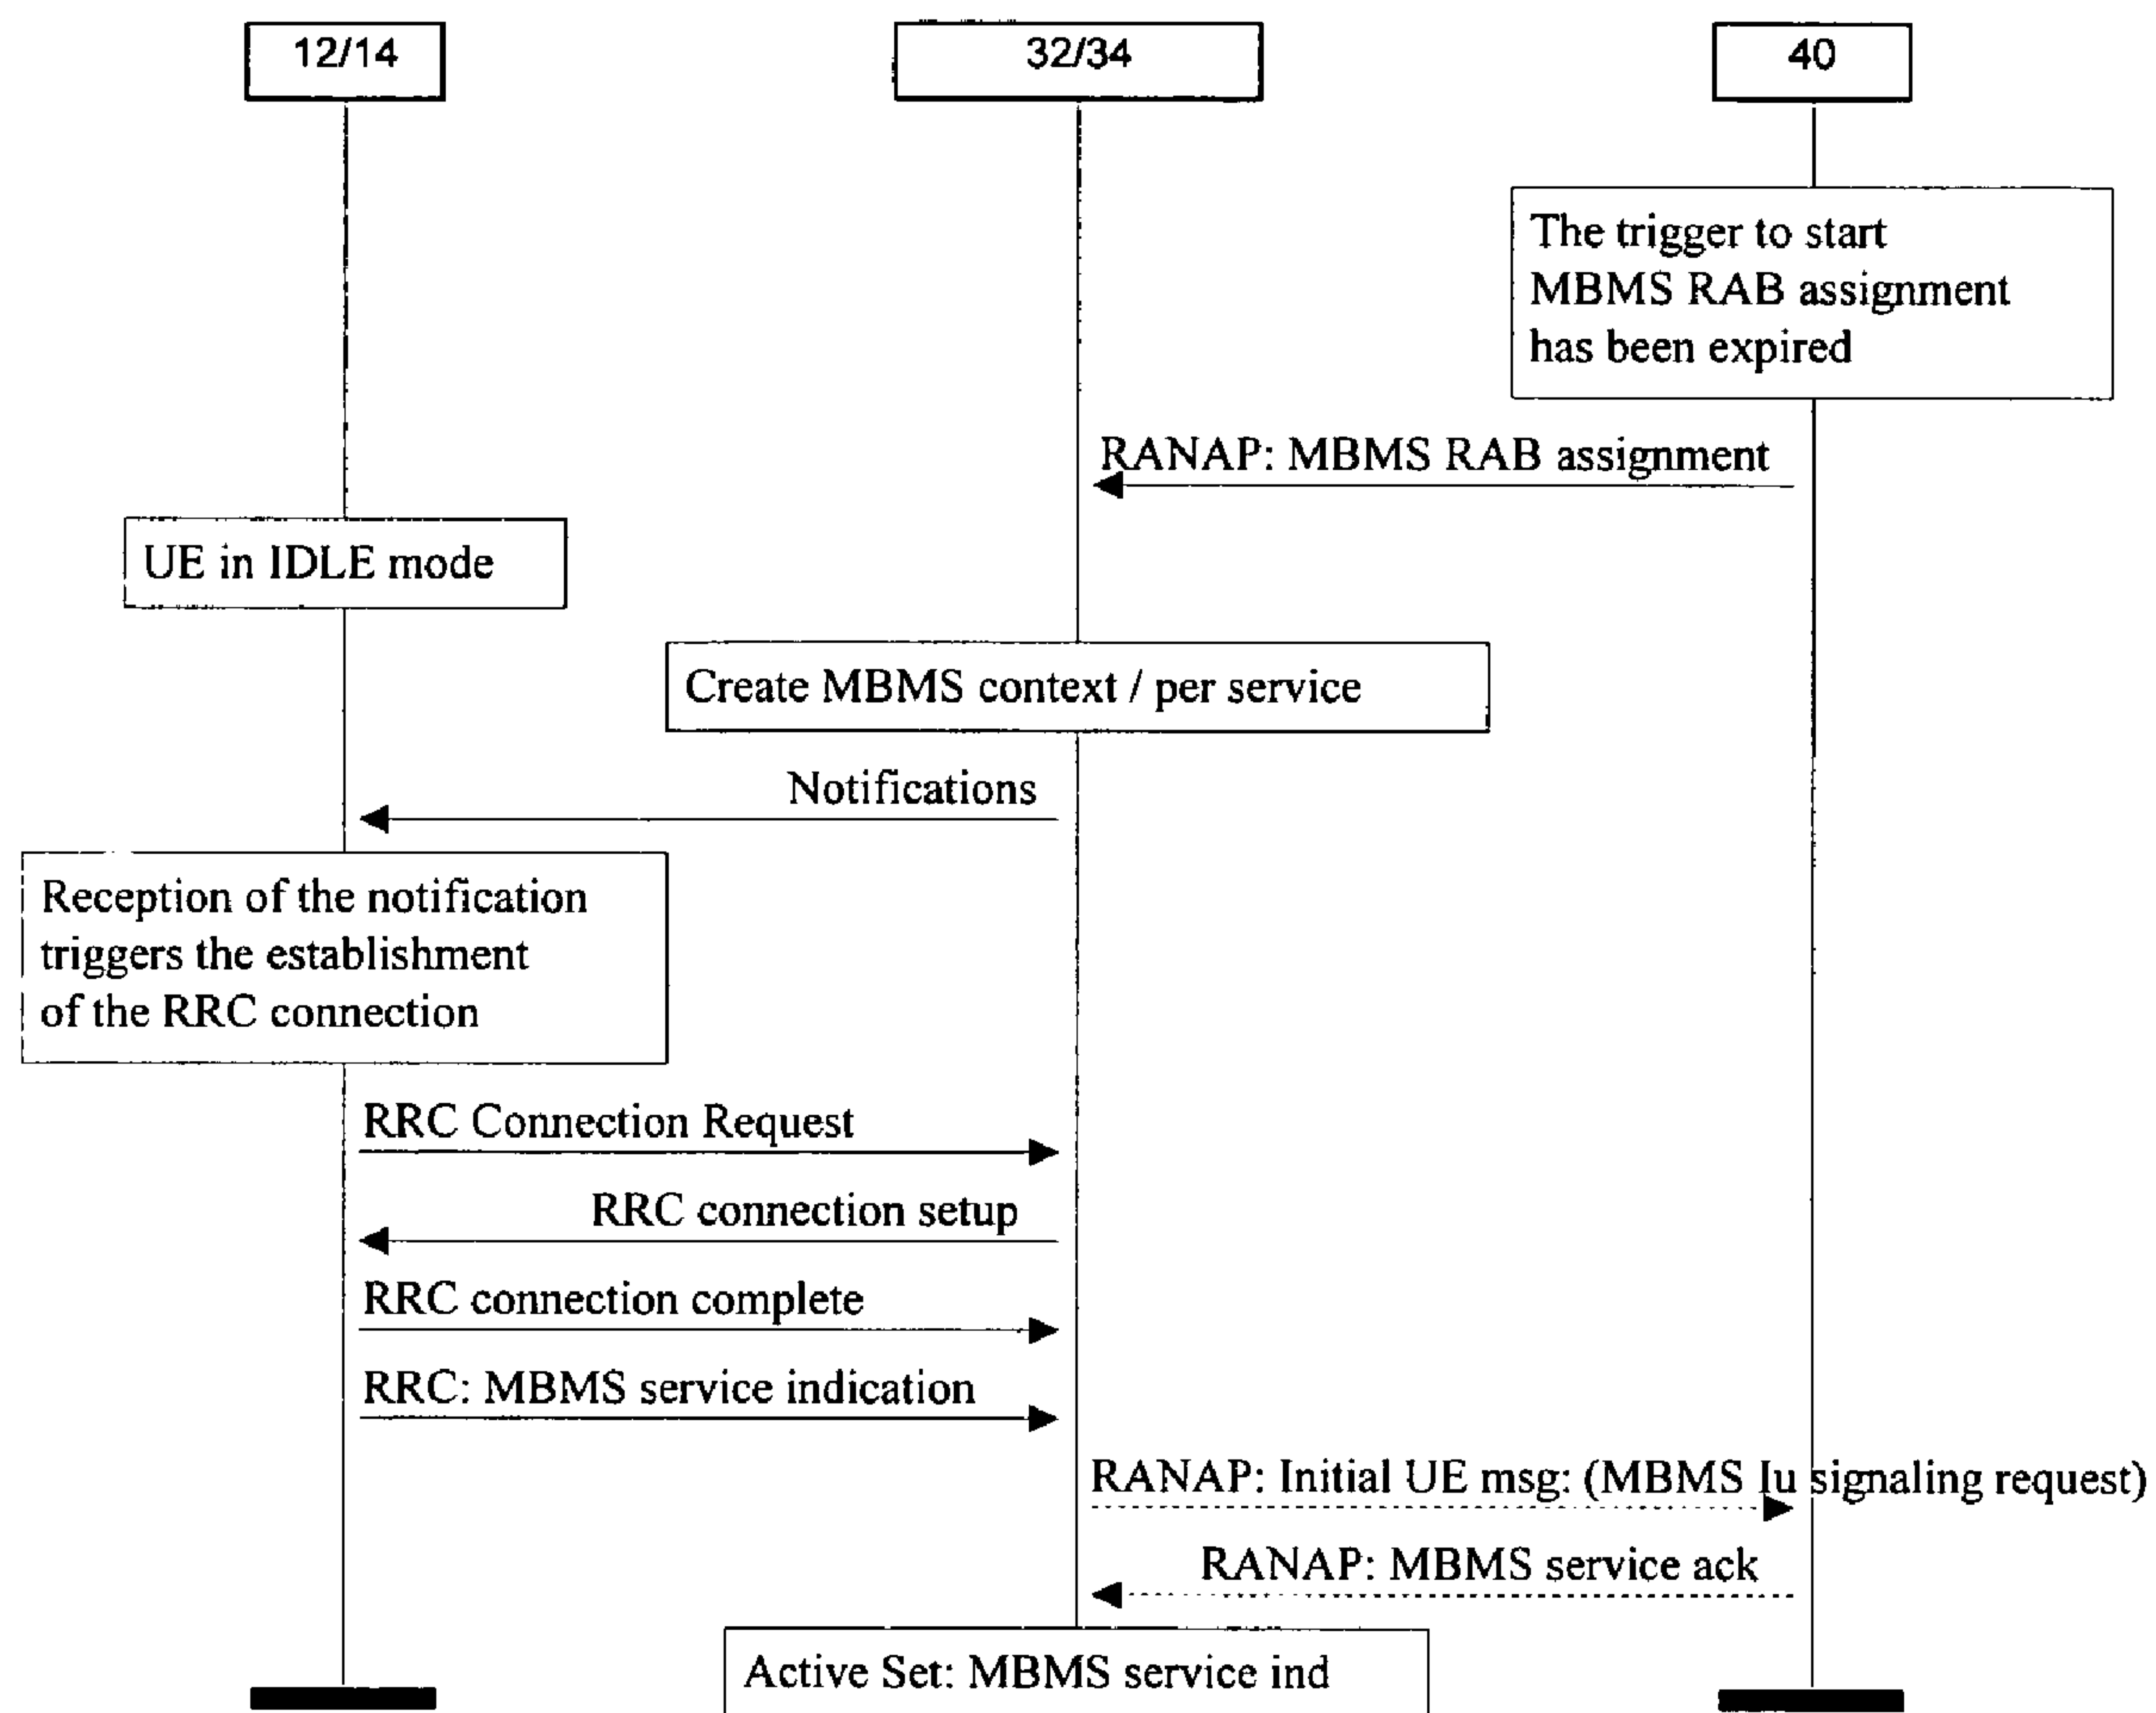 12/14
32/34
40
The trigger to start
MBMS RAB assignment
has been expired
RANAP: MBMS RAB assignment
UE in IDLE mode
Create MBMS context / per service
Notifications
Reception of the notification
triggers the establishment
of the RRC connection
RRC Connection Request
RRC connection setup
RRC connection complete
RRC: MBMS service indication
RANAP: Initial UE msg: (MBMS Iu signaling request)
RANAP: MBMS service ack
Active Set: MBMS service ind